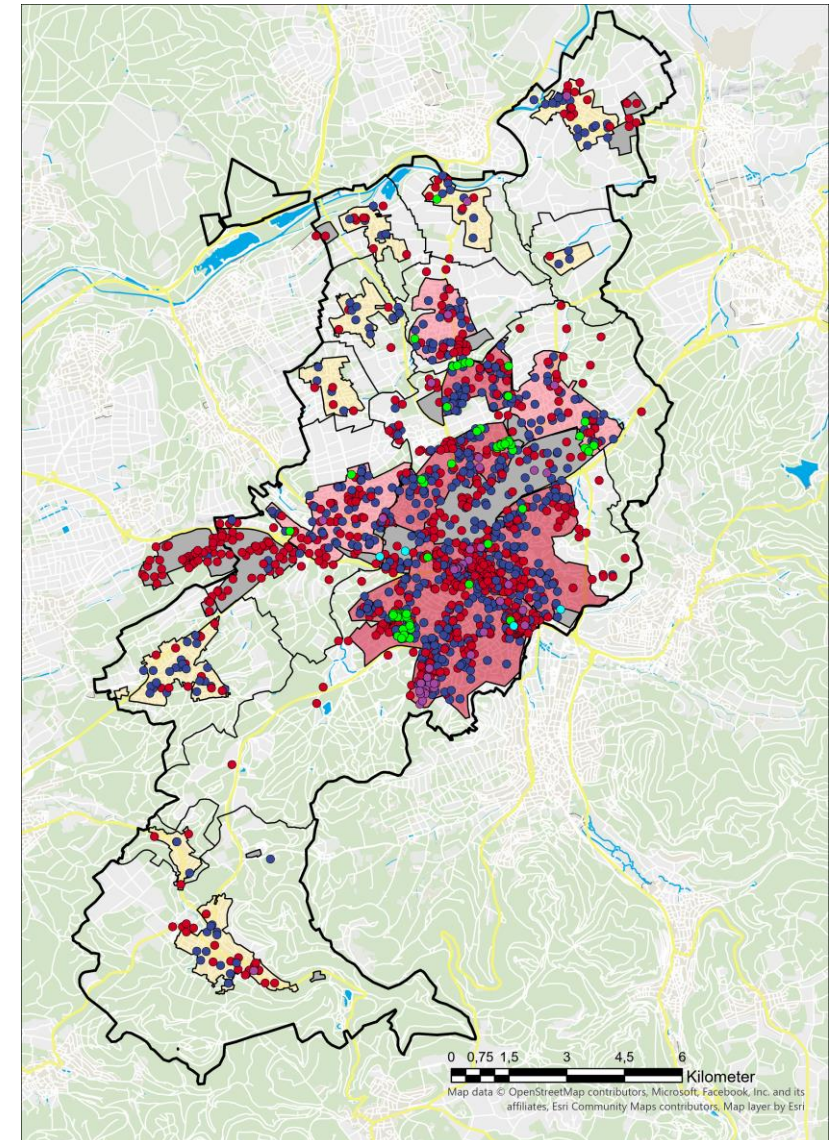 0 0,75 1,5 3 4,5 6
Kilometer
Map data © OpenStreetMap contributors, Microsoft, Facebook, Inc. and its
affiliates, Esri Community Maps contributors, Map layer by Esri